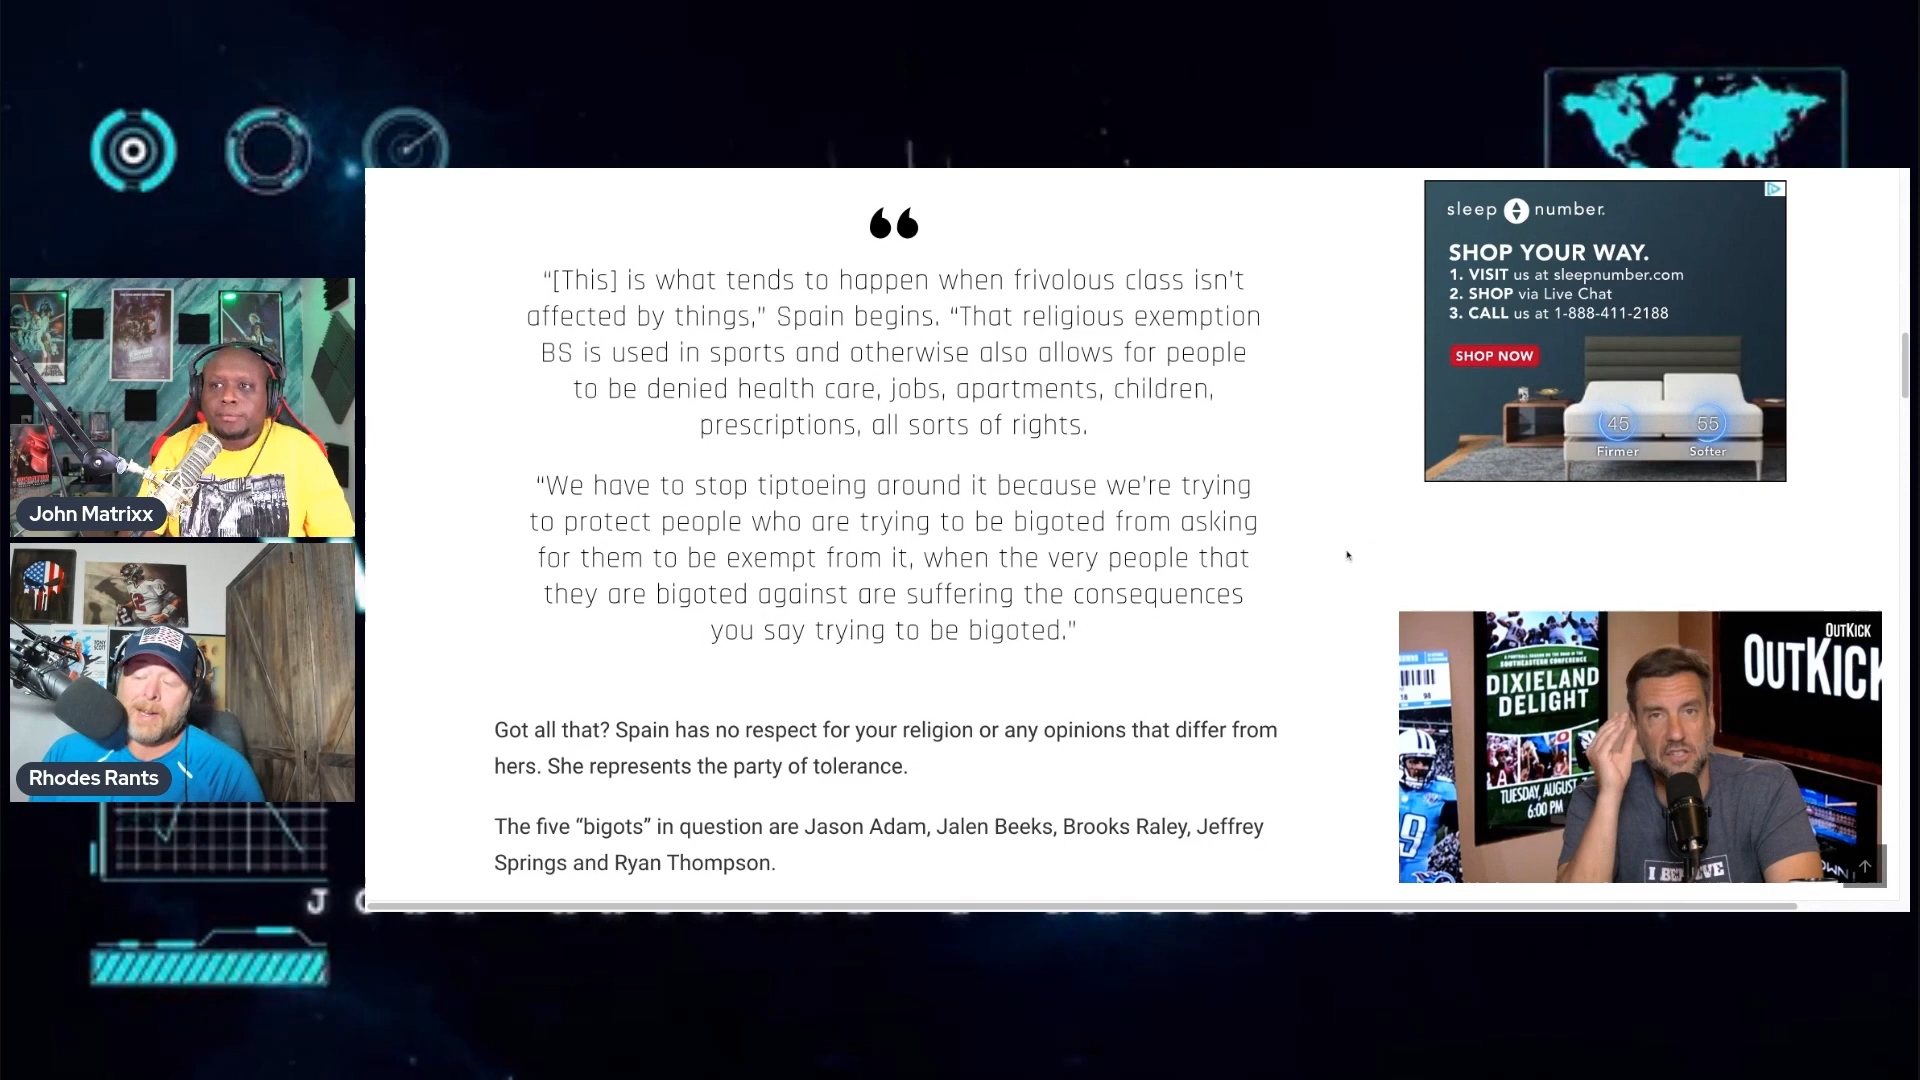 “[This] is what tends to happen when frivolous class isn’t
affected by things,” Spain begins. “That religious exemption
BS is used in sports and otherwise also allows for people
to be denied health care, jobs, apartments, children,
prescriptions, all sorts of rights.
“We have to stop tiptoeing around it because we’re trying
to protect people who are trying to be bigoted from asking
for them to be exempt from it, when the very people that
they are bigoted against are suffering the consequences
you say trying to be bigoted.”
Got all that? Spain has no respect for your religion or any opinions that differ from
hers. She represents the party of tolerance.
The five “bigots” in question are Jason Adam, Jalen Beeks, Brooks Raley, Jeffrey
Springs and Ryan Thompson.
sleep number.
SHOP YOUR WAY.
1. VISIT us at sleepnumber.com
2. SHOP via Live Chat
3. CALL us at 1-888-411-2188
SHOP NOW
45
55
Firmer
Softer
OUTKICK
OUTKICK
DIXIELAND
DELIGHT
TUESDAY, AUGUST
6:00 PM
John Matrixx
Rhodes Rants